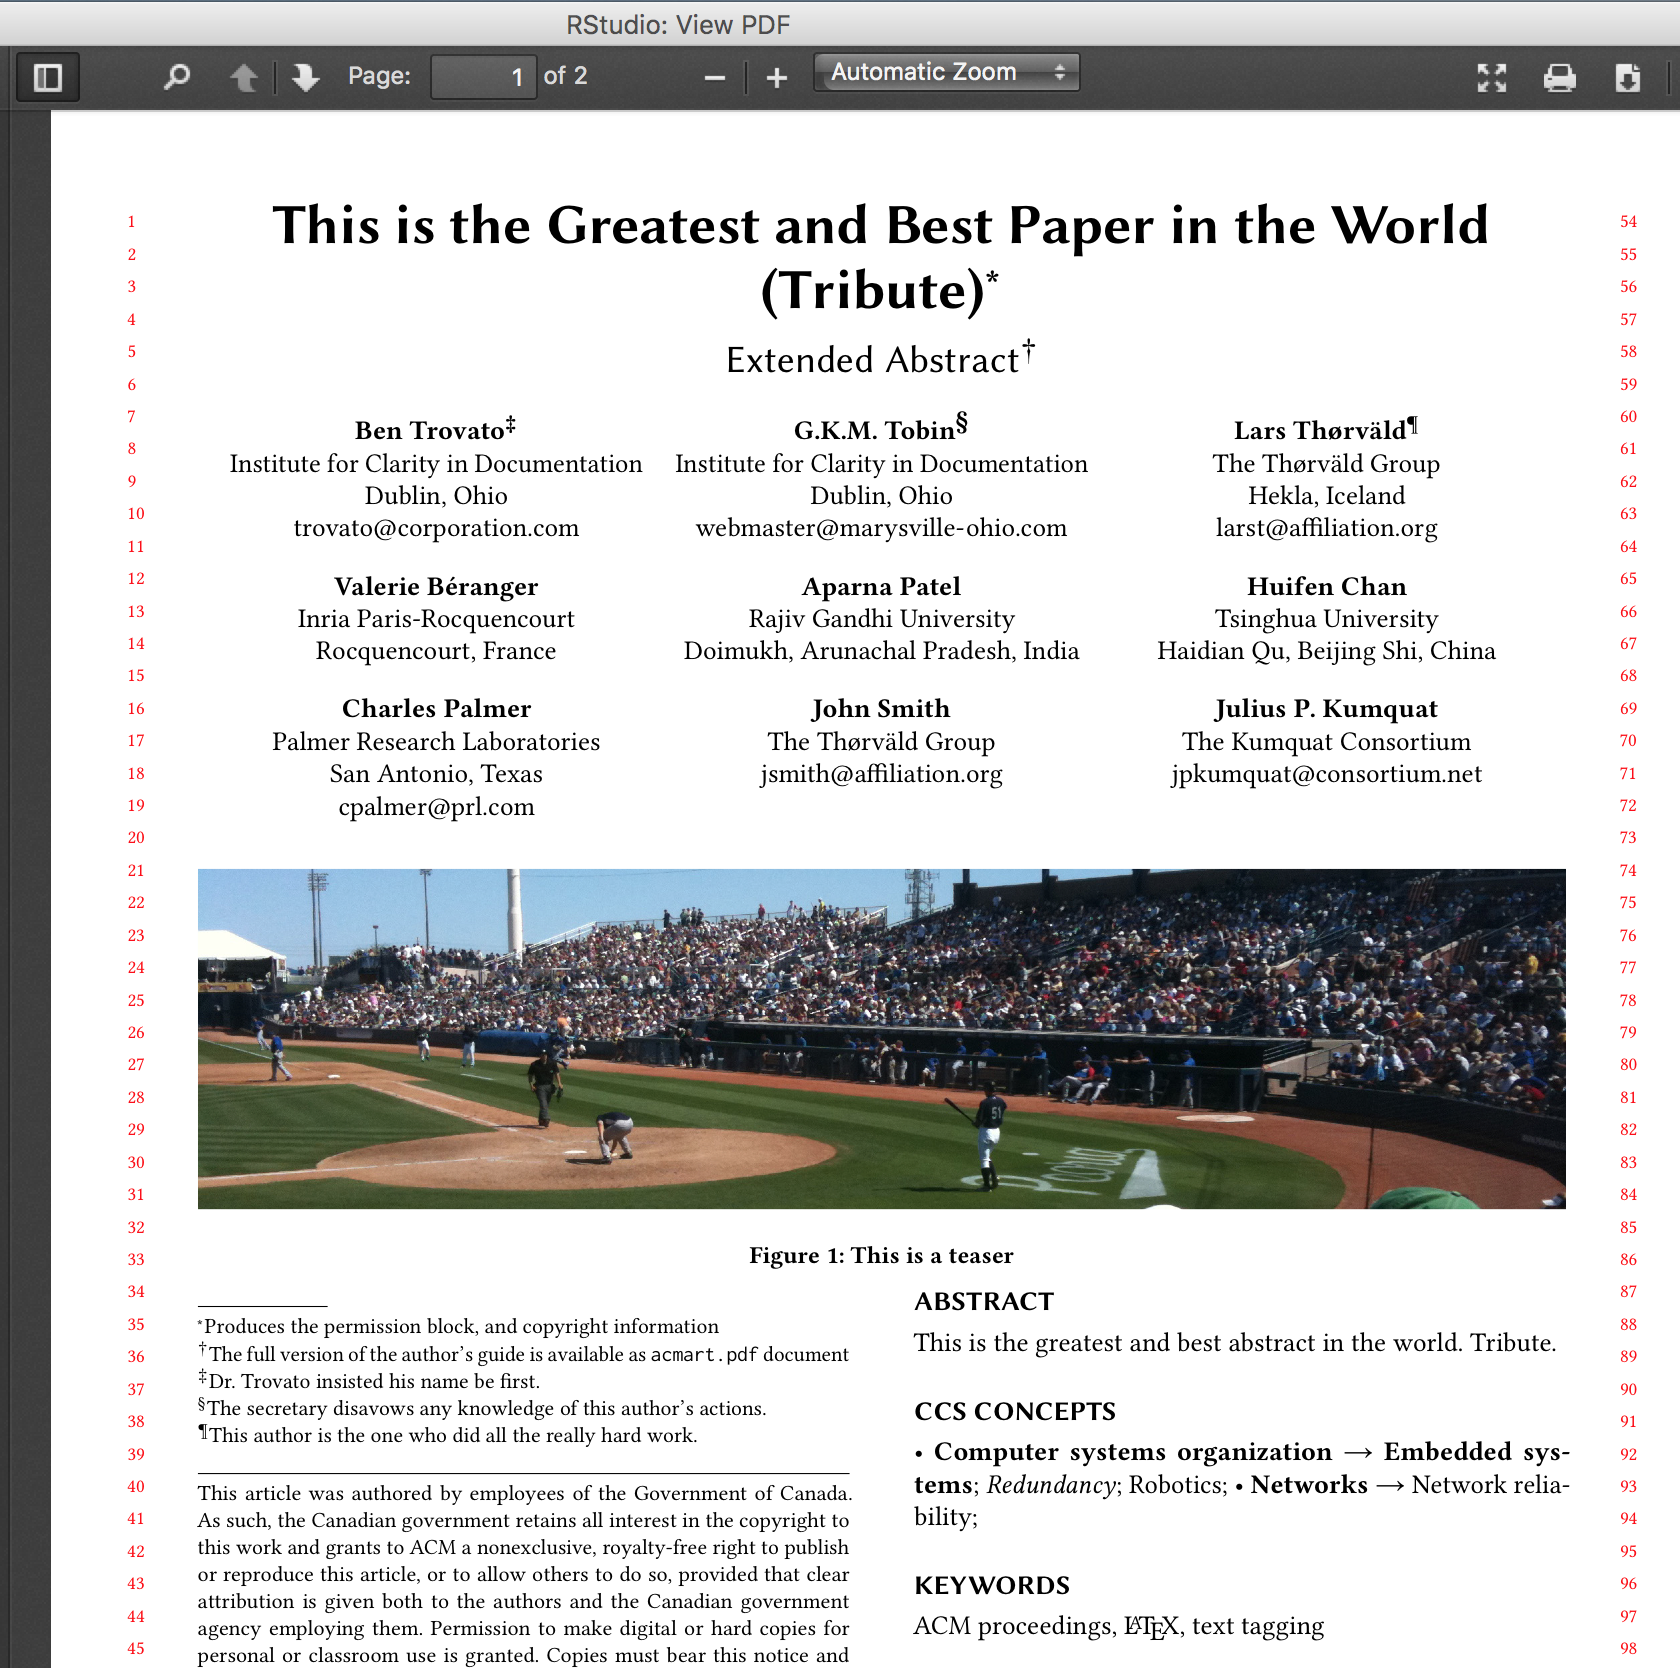 RStudio: View PDF
Page: 1 of 2
Automatic Zoom
This is the Greatest and Best Paper in the World
(Tribute)*
Extended Abstract†
Ben Trovato‡
Institute for Clarity in Documentation
Dublin, Ohio
trovato@corporation.com
G.K.M. Tobin§
Institute for Clarity in Documentation
Dublin, Ohio
webmaster@marysville-ohio.com
Lars Thørväld¶
The Thørväld Group
Hekla, Iceland
larst@affiliation.org
Valerie Béranger
Inria Paris-Rocquencourt
Rocquencourt, France
Aparna Patel
Rajiv Gandhi University
Doimukh, Arunachal Pradesh, India
Huifen Chan
Tsinghua University
Haidian Qu, Beijing Shi, China
Charles Palmer
Palmer Research Laboratories
San Antonio, Texas
cpalmer@prl.com
John Smith
The Thørväld Group
jsmith@affiliation.org
Julius P. Kumquat
The Kumquat Consortium
jpkumquat@consortium.net
51
Figure 1: This is a teaser
*Produces the permission block, and copyright information
†The full version of the author's guide is available as acmart.pdf document
‡Dr. Trovato insisted his name be first.
§The secretary disavows any knowledge of this author's actions.
¶This author is the one who did all the really hard work.
This article was authored by employees of the Government of Canada.
As such, the Canadian government retains all interest in the copyright to
this work and grants to ACM a nonexclusive, royalty-free right to publish
or reproduce this article, or to allow others to do so, provided that clear
attribution is given both to the authors and the Canadian government
agency employing them. Permission to make digital or hard copies for
personal or classroom use is granted. Copies must bear this notice and
ABSTRACT
This is the greatest and best abstract in the world. Tribute.
CCS CONCEPTS
• Computer systems organization → Embedded sys-
tems; Redundancy; Robotics; • Networks → Network relia-
bility;
KEYWORDS
ACM proceedings, LATEX, text tagging
1
2
3
4
5
6
7
8
9
10
11
12
13
14
15
16
17
18
19
20
21
22
23
24
25
26
27
28
29
30
31
32
33
34
35
36
37
38
39
40
41
42
43
44
45
54
55
56
57
58
59
60
61
62
63
64
65
66
67
68
69
70
71
72
73
74
75
76
77
78
79
80
81
82
83
84
85
86
87
88
89
90
91
92
93
94
95
96
97
98